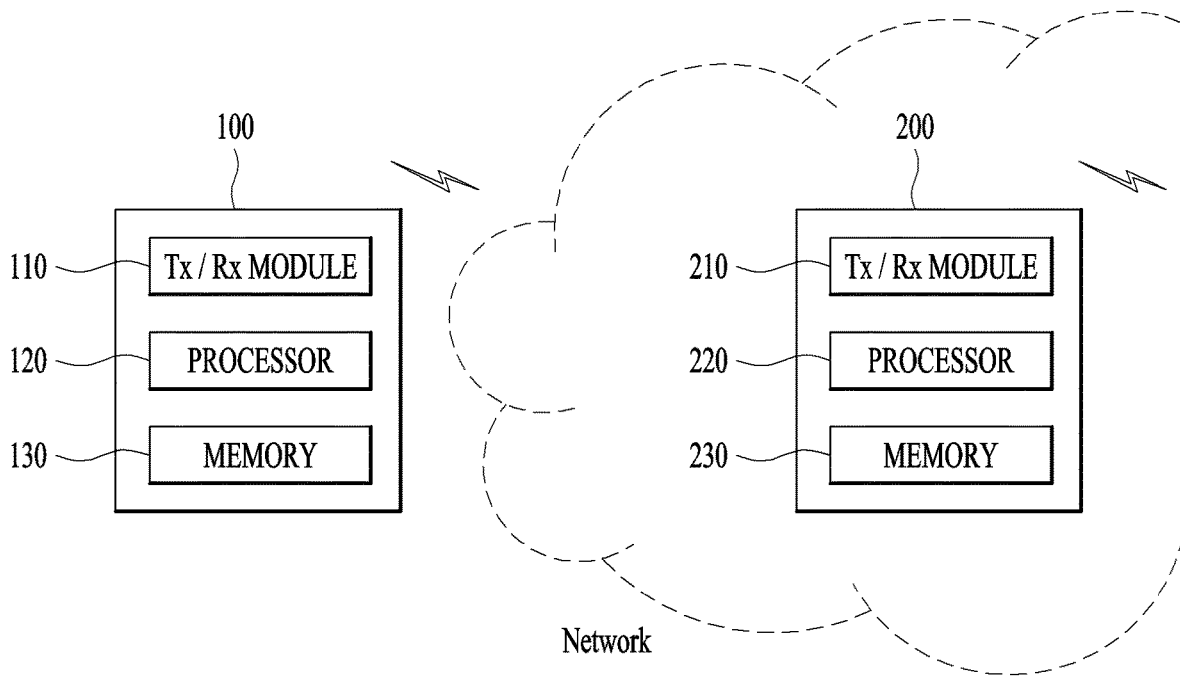 100
200
110
Tx / Rx MODULE
210
Tx / Rx MODULE
120
PROCESSOR
220
PROCESSOR
130
MEMORY
230
MEMORY
Network